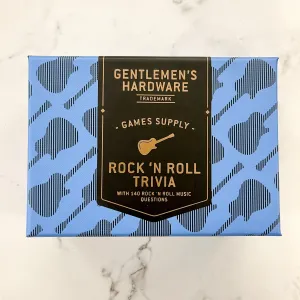 GENTLEMEN'S
HARDWARE
TRADEMARK
- GAMES SUPPLY -
ROCK 'N ROLL
TRIVIA
WITH 140 ROCK 'N ROLL MUSIC
QUESTIONS